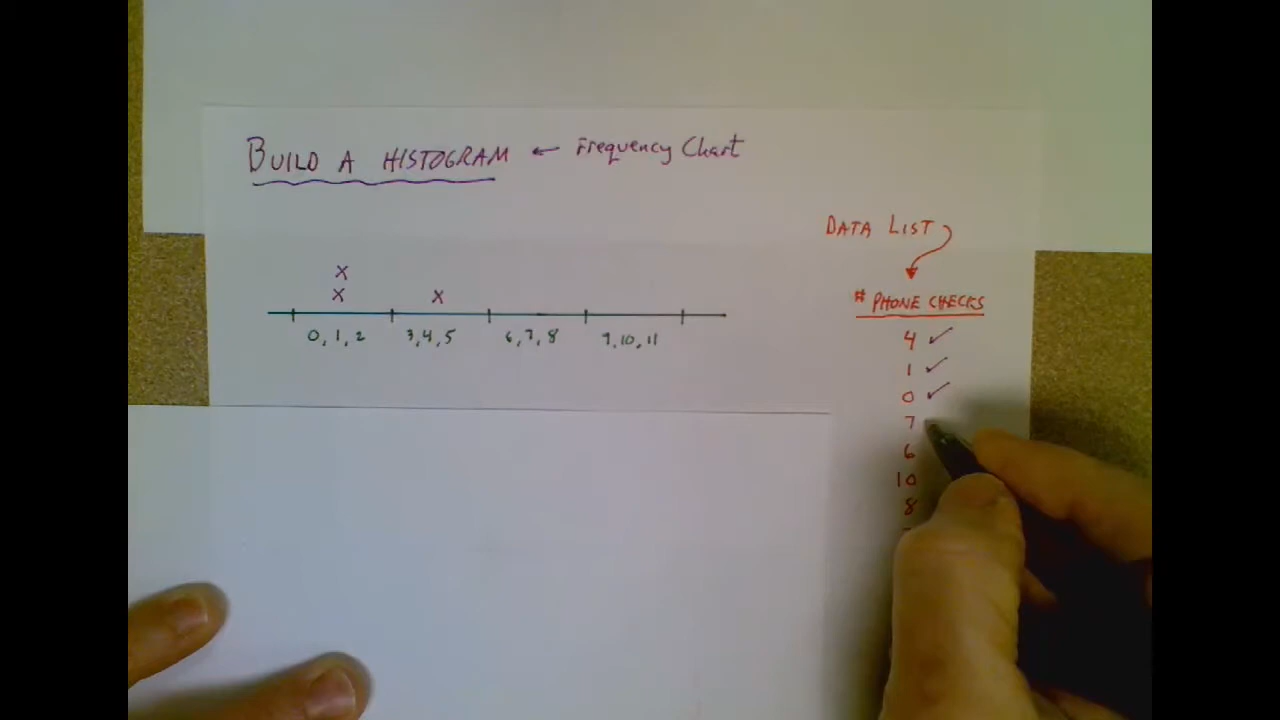 BUILD A HISTOGRAM ← Frequency Chart
DATA LIST
# PHONE CHECKS
X
X X
0, 1, 2 3, 4, 5 6, 7, 8 9, 10, 11
4 ✓
1 ✓
0 ✓
7
6
10
8